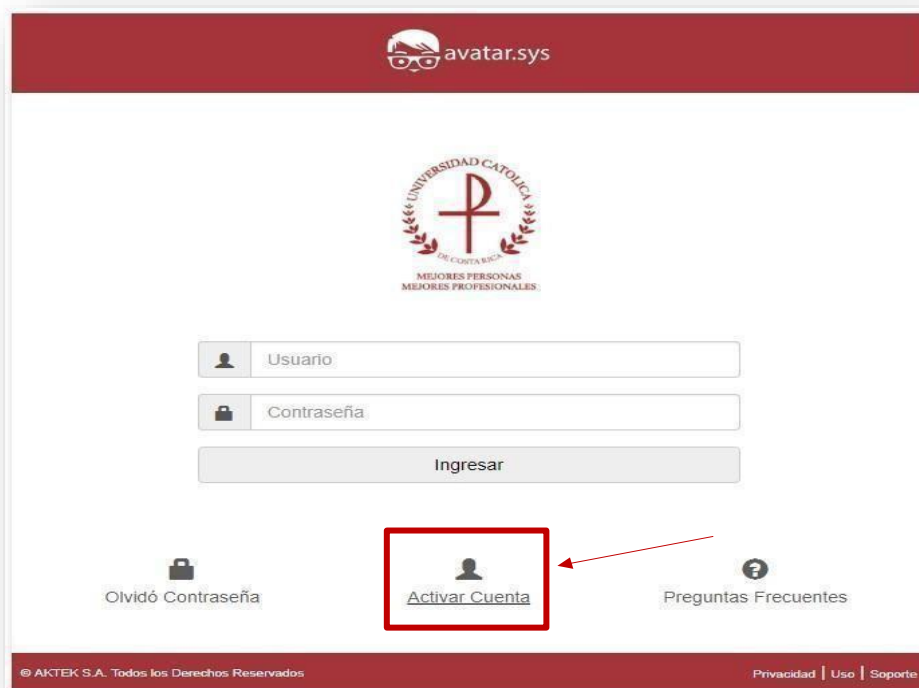 avatar.sys
UNIVERSIDAD CATOLICA
DE COSTA RICA
MEJORES PERSONAS
MEJORES PROFESIONALES
Usuario
Contraseña
Ingresar
Olvidó Contraseña
Activar Cuenta
Preguntas Frecuentes
© AKTEK S.A. Todos los Derechos Reservados
Privacidad | Uso | Soporte